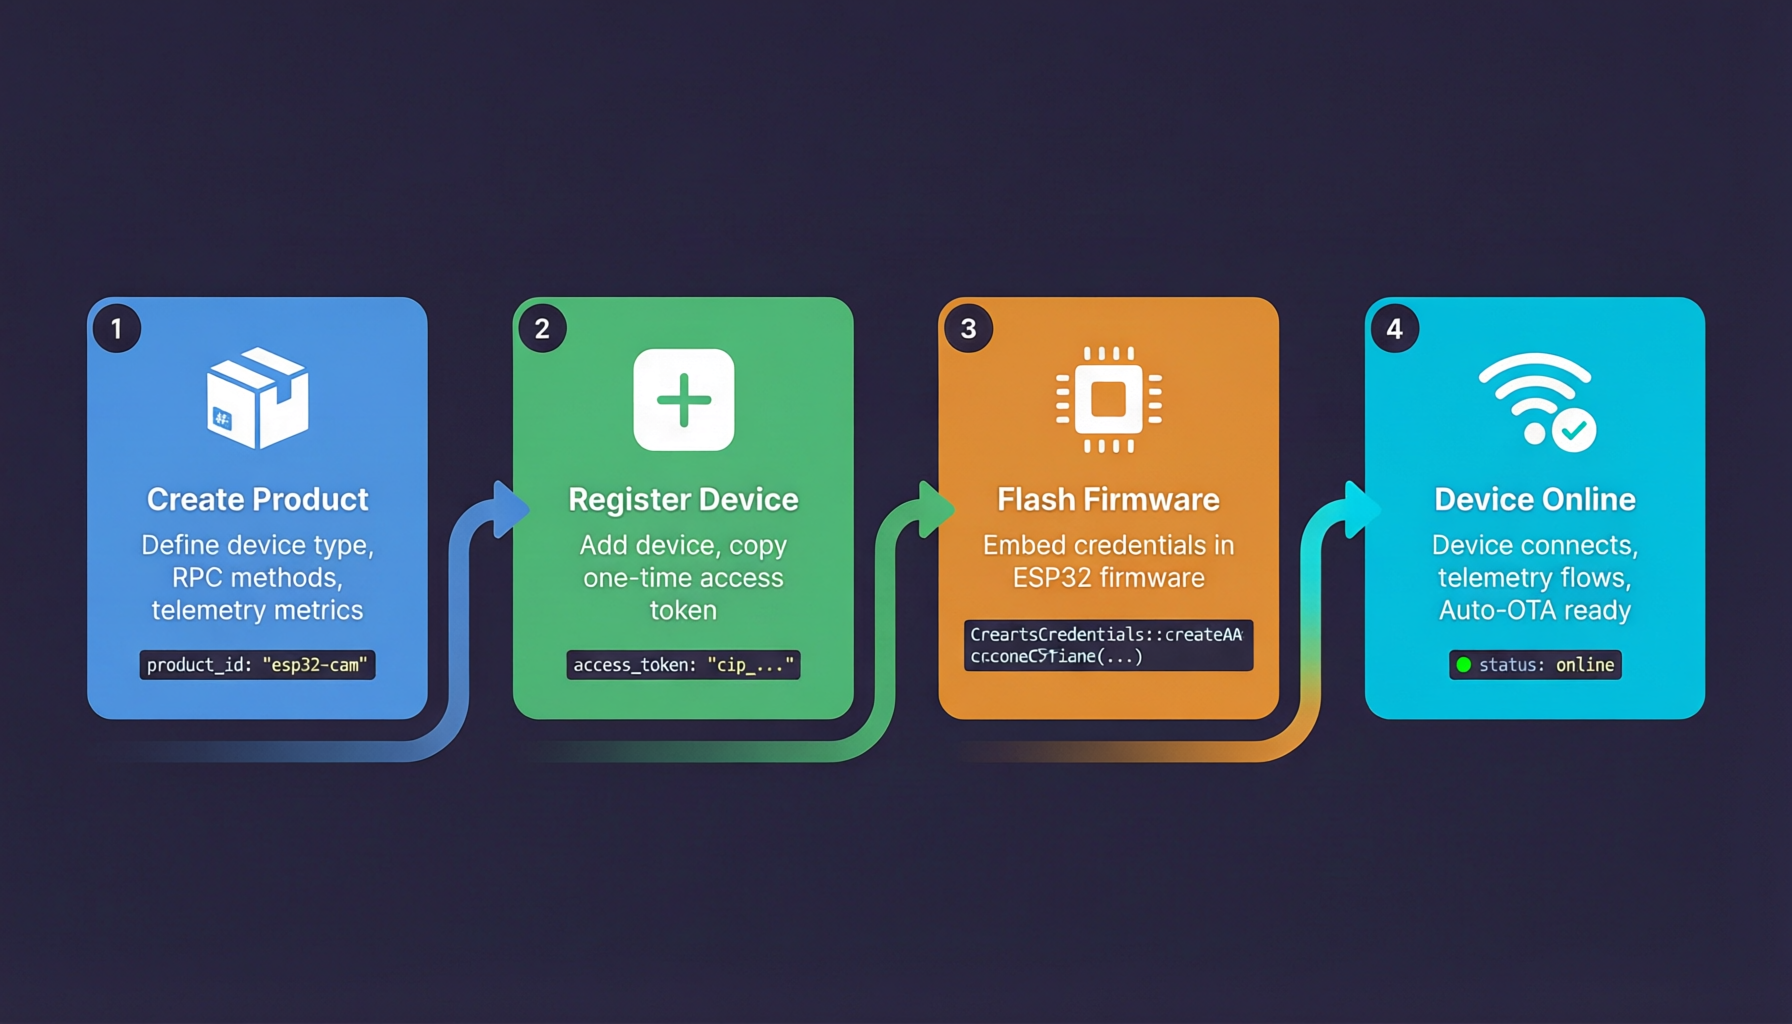 1
Create Product
Define device type,
RPC methods,
telemetry metrics
product_id: "esp32-cam"
2
Register Device
Add device, copy
one-time access
token
access_token: "cip_..."
3
Flash Firmware
Embed credentials in
ESP32 firmware
CreartsCredentials::createAA
(...)
4
Device Online
Device connects,
telemetry flows,
Auto-OTA ready
status: online